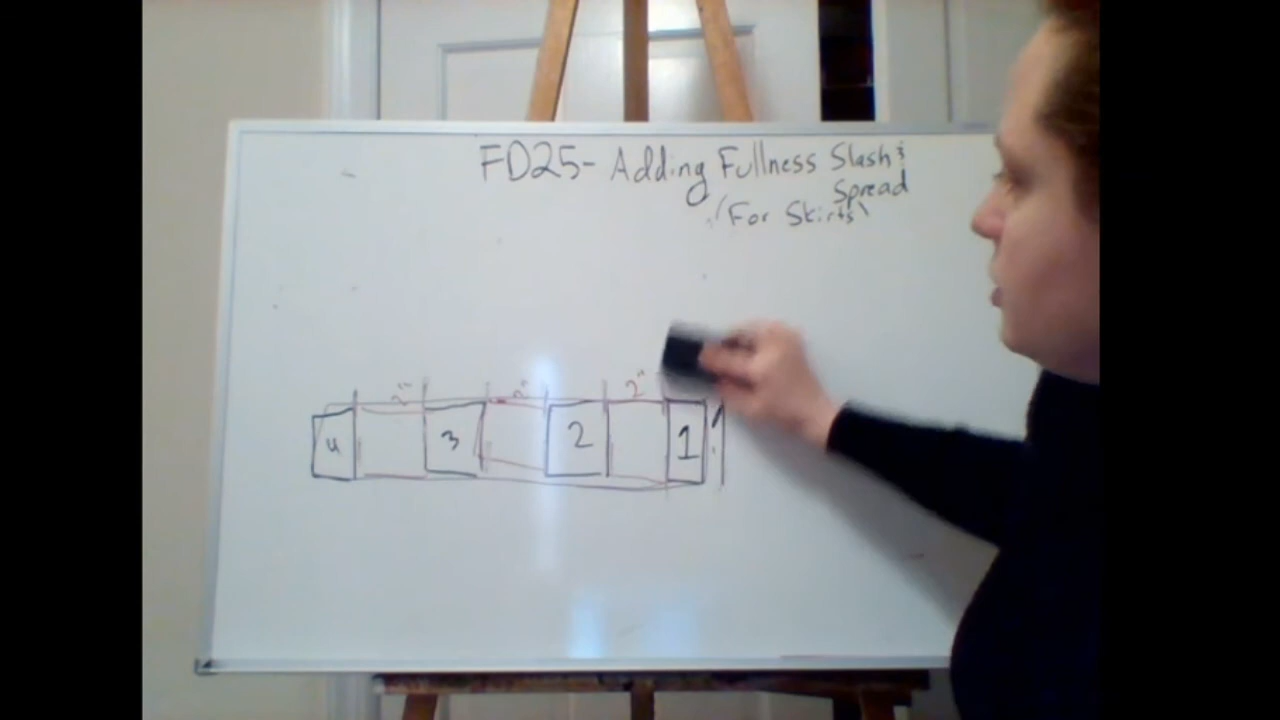 FD25- Adding Fullness Slash &
Spread
(For Skirts)
2" 2" 2"
4 3 2 1